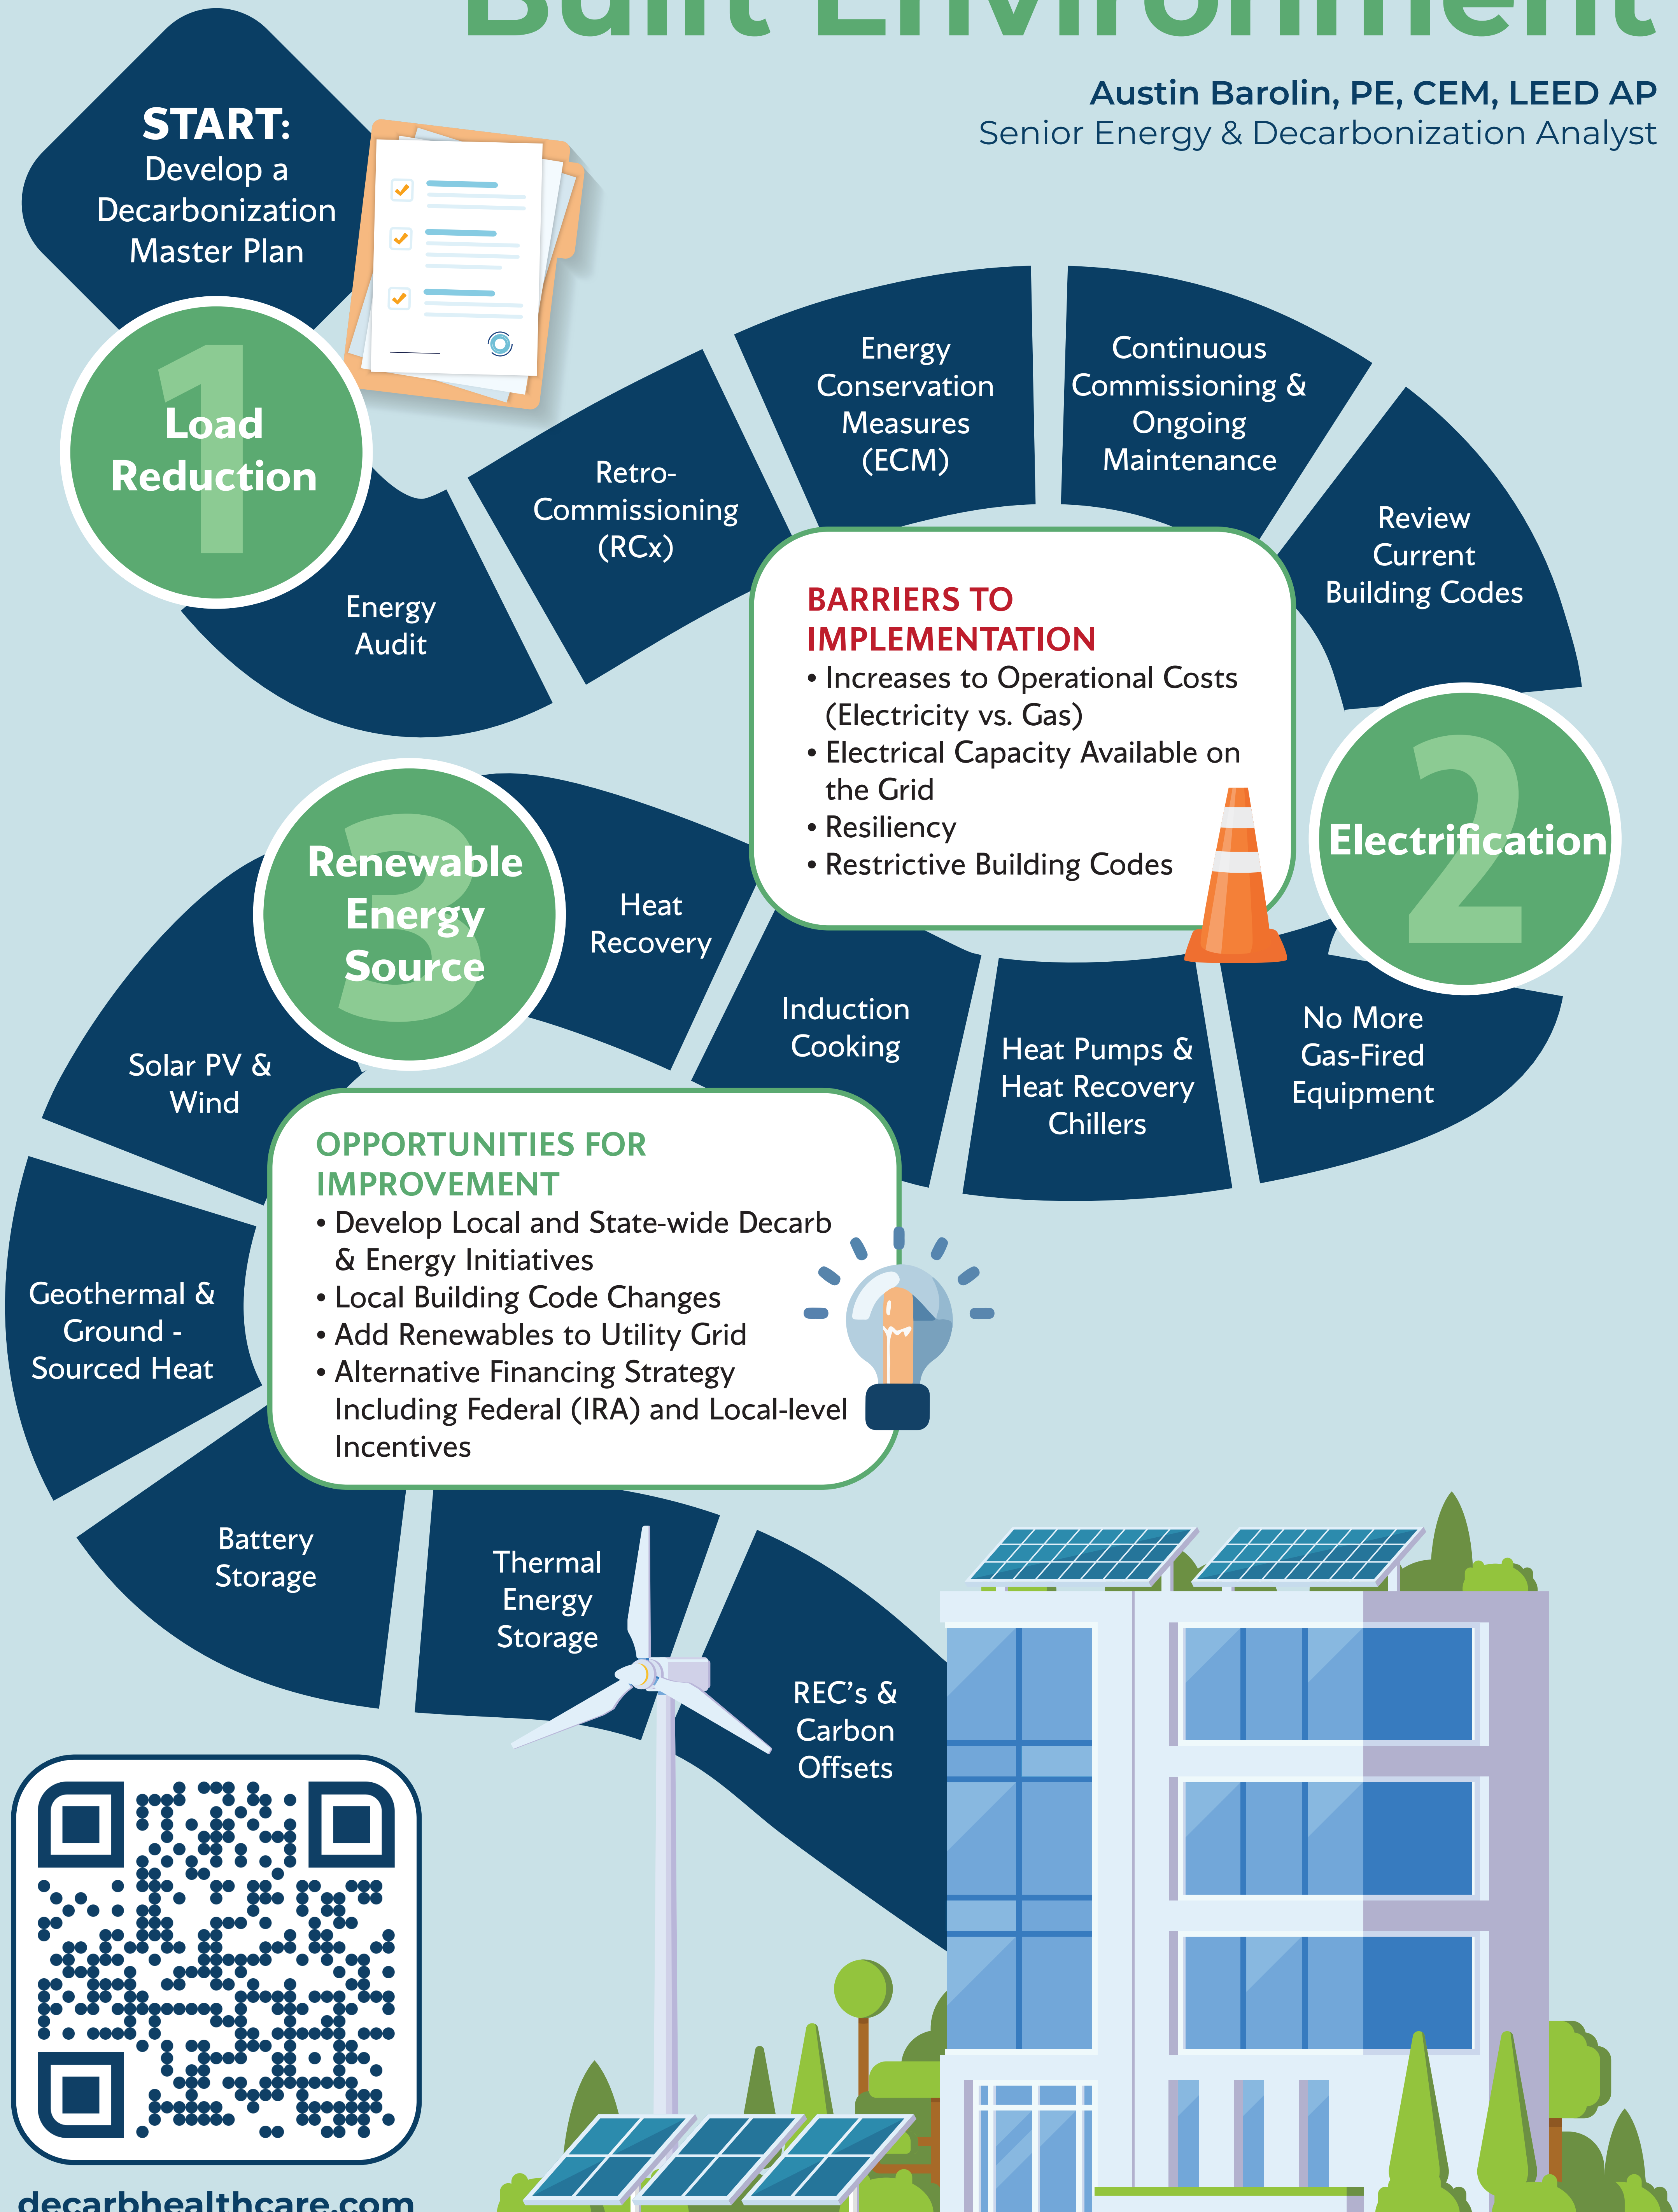 Built Environment
Austin Barolin, PE, CEM, LEED AP
Senior Energy & Decarbonization Analyst
START:
Develop a
Decarbonization
Master Plan
1
Load
Reduction
Energy
Audit
Retro-
Commissioning
(RCx)
Energy
Conservation
Measures
(ECM)
Continuous
Commissioning &
Ongoing
Maintenance
Review
Current
Building Codes
BARRIERS TO
IMPLEMENTATION
• Increases to Operational Costs
(Electricity vs. Gas)
• Electrical Capacity Available on
the Grid
• Resiliency
• Restrictive Building Codes
2
Electrification
No More
Gas-Fired
Equipment
Heat Pumps &
Heat Recovery
Chillers
Induction
Cooking
Heat
Recovery
3
Renewable
Energy
Source
Solar PV &
Wind
Geothermal &
Ground -
Sourced Heat
Battery
Storage
Thermal
Energy
Storage
REC's &
Carbon
Offsets
OPPORTUNITIES FOR
IMPROVEMENT
• Develop Local and State-wide Decarb
& Energy Initiatives
• Local Building Code Changes
• Add Renewables to Utility Grid
• Alternative Financing Strategy
Including Federal (IRA) and Local-level
Incentives
decarbhealthcare.com